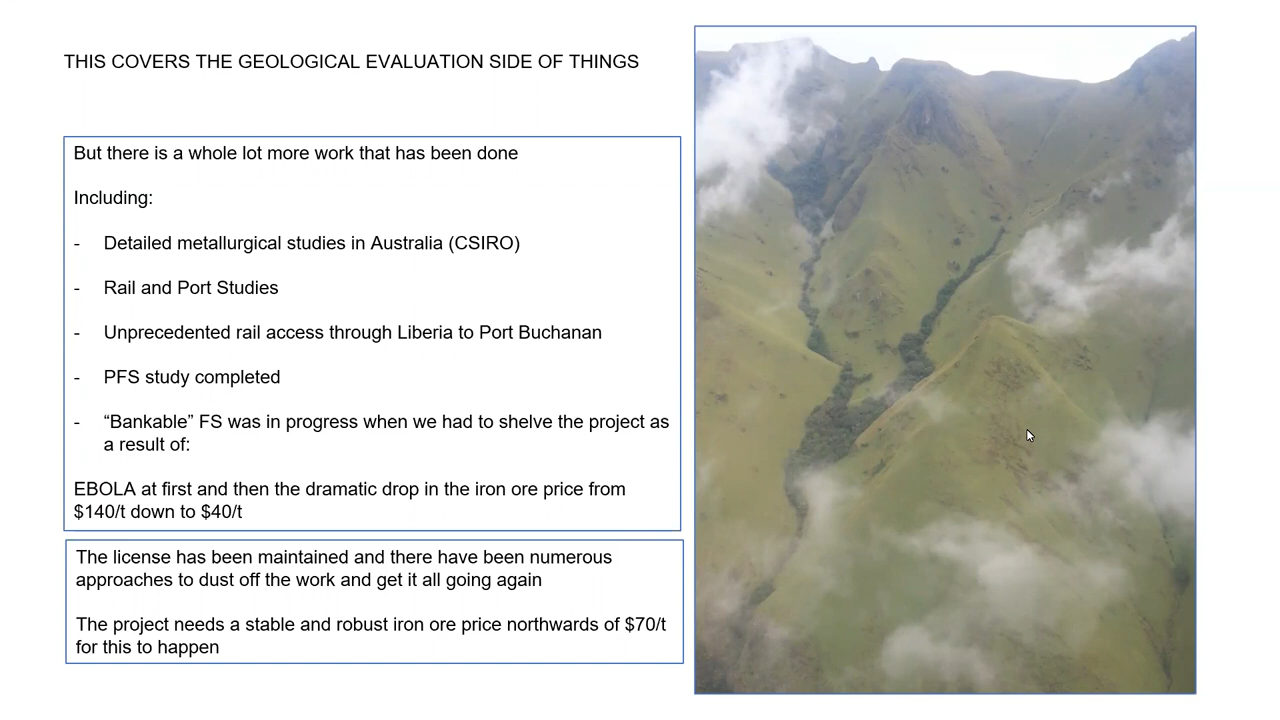 THIS COVERS THE GEOLOGICAL EVALUATION SIDE OF THINGS
But there is a whole lot more work that has been done
Including:
- Detailed metallurgical studies in Australia (CSIRO)
- Rail and Port Studies
- Unprecedented rail access through Liberia to Port Buchanan
- PFS study completed
- “Bankable” FS was in progress when we had to shelve the project as
a result of:
EBOLA at first and then the dramatic drop in the iron ore price from
$140/t down to $40/t
The license has been maintained and there have been numerous
approaches to dust off the work and get it all going again
The project needs a stable and robust iron ore price northwards of $70/t
for this to happen